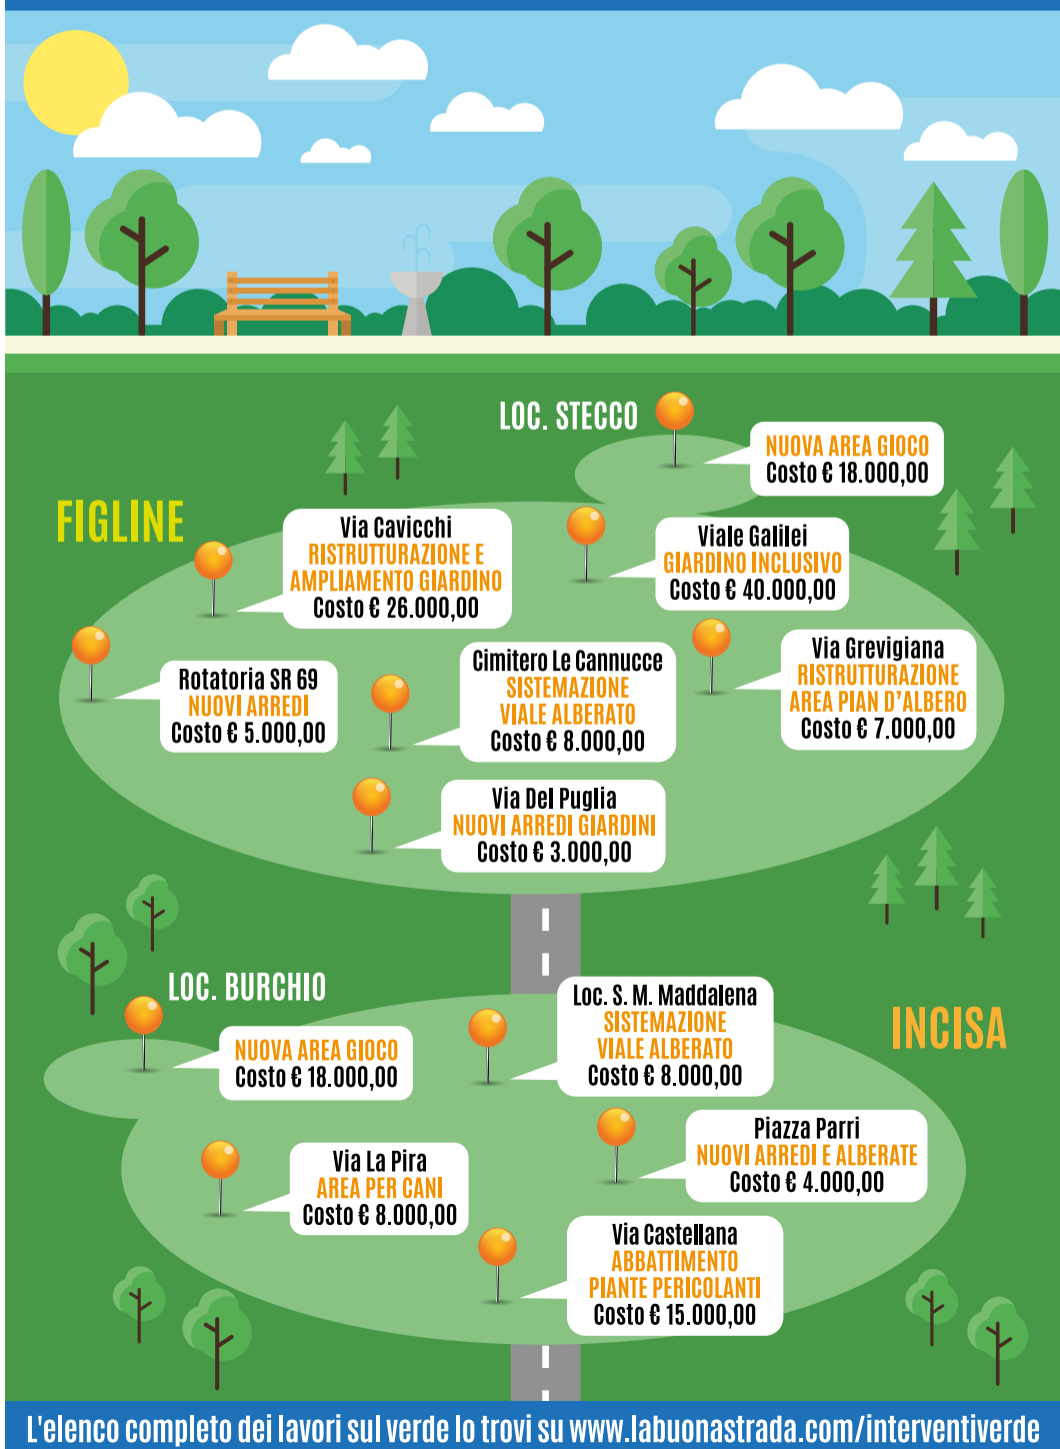 LOC. STECCO
NUOVA AREA GIOCO
Costo € 18.000,00
FIGLINE
Via Cavicchi
RISTRUTTURAZIONE E
AMPLIAMENTO GIARDINO
Costo € 26.000,00
Viale Galilei
GIARDINO INCLUSIVO
Costo € 40.000,00
Rotatoria SR 69
NUOVI ARREDI
Costo € 5.000,00
Cimitero Le Cannucce
SISTEMAZIONE
VIALE ALBERATO
Costo € 8.000,00
Via Grevigiana
RISTRUTTURAZIONE
AREA PIAN D'ALBERO
Costo € 7.000,00
Via Del Puglia
NUOVI ARREDI GIARDINI
Costo € 3.000,00
LOC. BURCHIO
NUOVA AREA GIOCO
Costo € 18.000,00
Loc. S. M. Maddalena
SISTEMAZIONE
VIALE ALBERATO
Costo € 8.000,00
INCISA
Piazza Parri
NUOVI ARREDI E ALBERATE
Costo € 4.000,00
Via La Pira
AREA PER CANI
Costo € 8.000,00
Via Castellana
ABBATTIMENTO
PIANTE PERICOLANTI
Costo € 15.000,00
L'elenco completo dei lavori sul verde lo trovi su www.labuonastrada.com/interventiverde